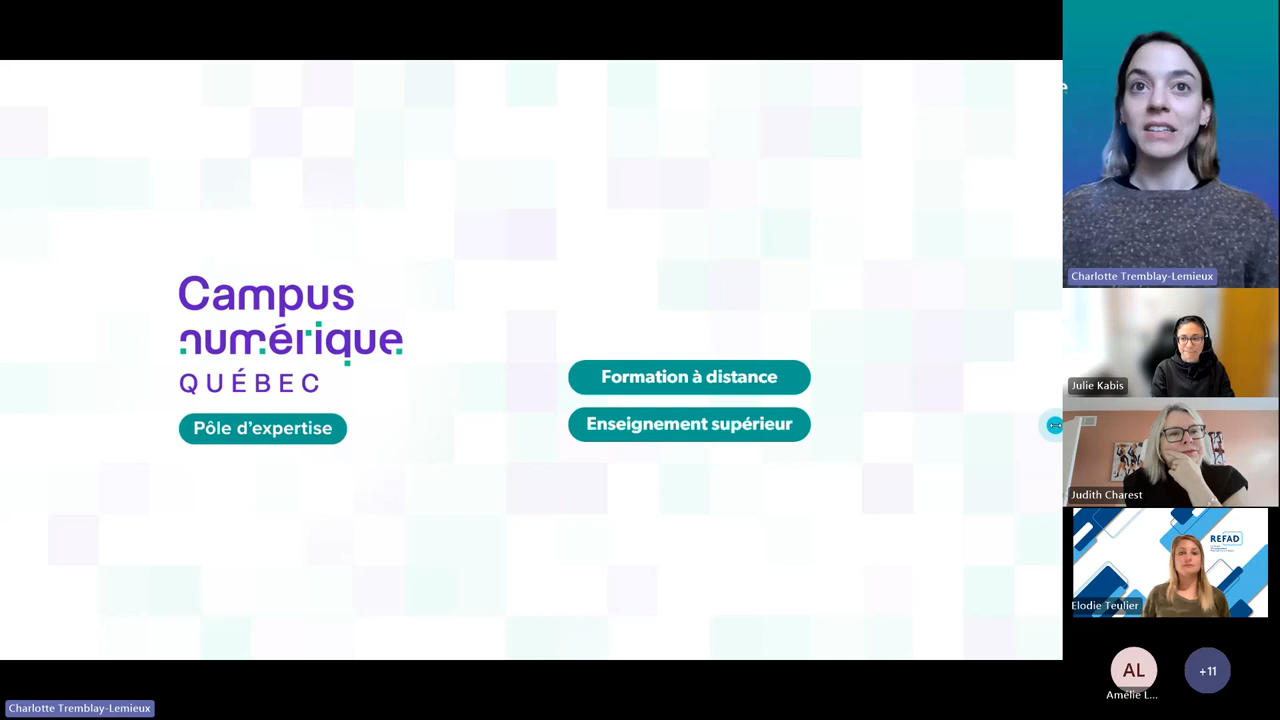 Campus
numérique
QUÉBEC
Pôle d'expertise
Formation à distance
Enseignement supérieur
Charlotte Tremblay-Lemieux
Julie Kabis
Judith Charest
REFAD
Elodie Teulier
AL
Amélie L...
+11
Charlotte Tremblay-Lemieux